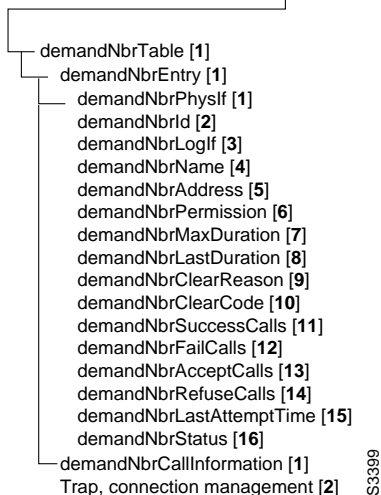 demandNbrTable [1]
demandNbrEntry [1]
demandNbrPhysIf [1]
demandNbrId [2]
demandNbrLogIf [3]
demandNbrName [4]
demandNbrAddress [5]
demandNbrPermission [6]
demandNbrMaxDuration [7]
demandNbrLastDuration [8]
demandNbrClearReason [9]
demandNbrClearCode [10]
demandNbrSuccessCalls [11]
demandNbrFailCalls [12]
demandNbrAcceptCalls [13]
demandNbrRefuseCalls [14]
demandNbrLastAttemptTime [15]
demandNbrStatus [16]
demandNbrCallInformation [1]
Trap, connection management [2]
S3399